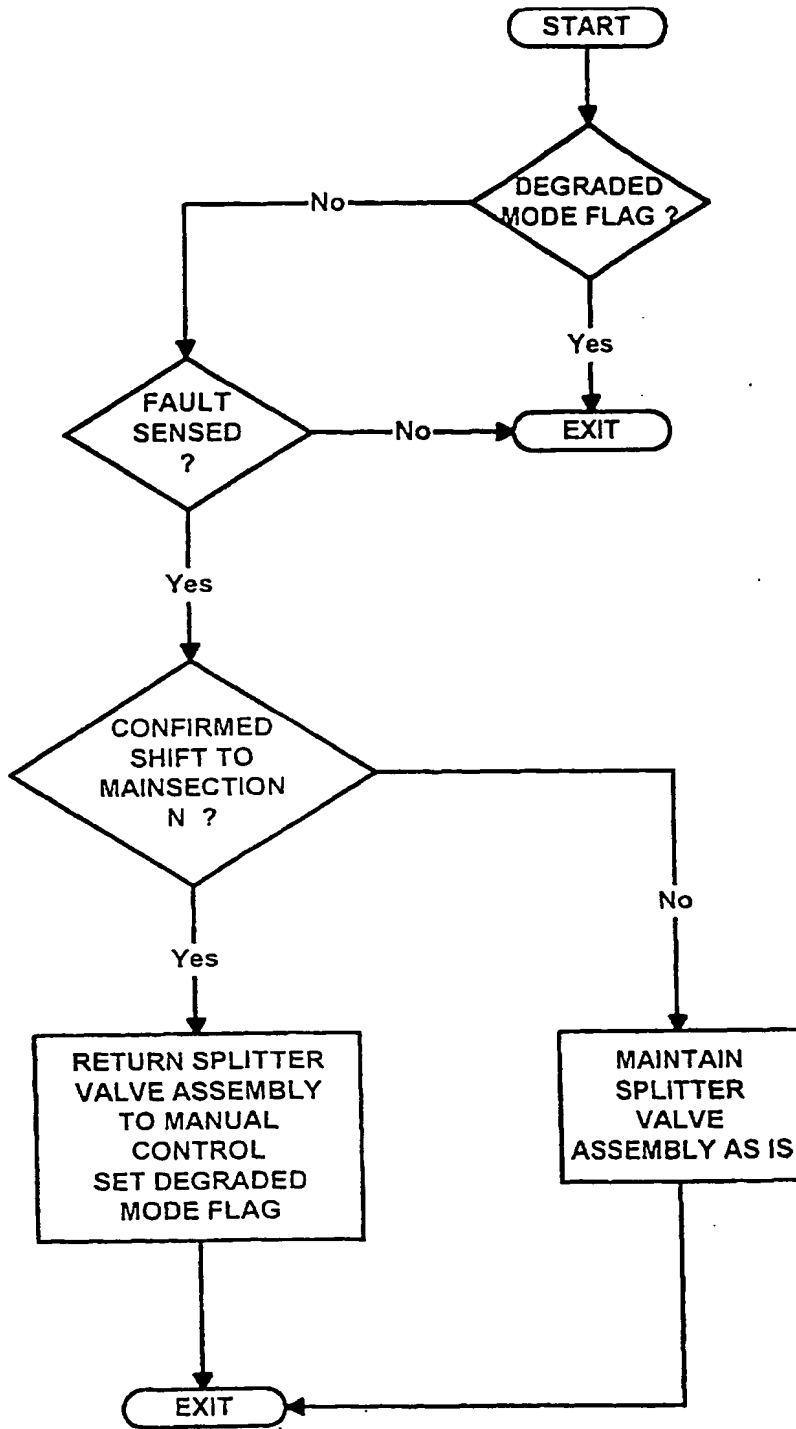 START
DEGRADED
MODE FLAG ?
No
Yes
FAULT
SENSED
?
No
EXIT
Yes
CONFIRMED
SHIFT TO
MAINSECTION
N ?
No
Yes
RETURN SPLITTER
VALVE ASSEMBLY
TO MANUAL
CONTROL
SET DEGRADED
MODE FLAG
MAINTAIN
SPLITTER
VALVE
ASSEMBLY AS IS
EXIT